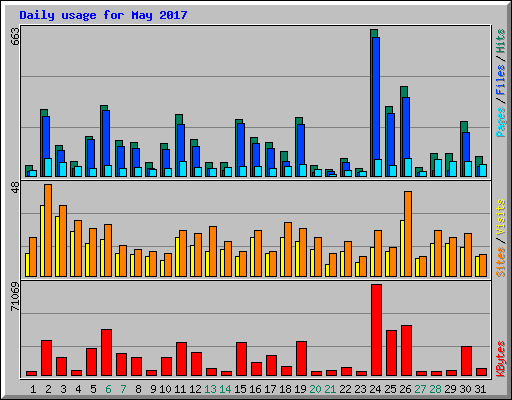 Daily usage for May 2017
663
Pages / Files / Hits
48
Sites / Visits
71069
KBytes
1 2 3 4 5 6 7 8 9 10 11 12 13 14 15 16 17 18 19 20 21 22 23 24 25 26 27 28 29 30 31